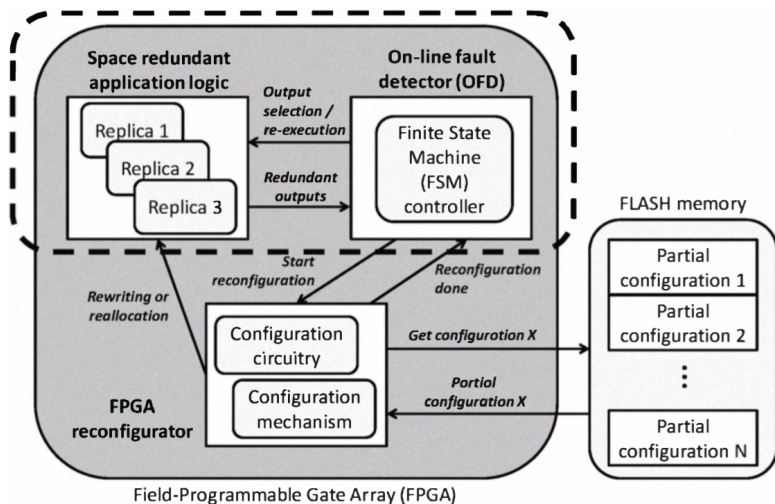 Space redundant
application logic
On-line fault
detector (OFD)
Output
selection /
re-execution
Replica 1
Replica 2
Replica 3
Redundant
outputs
Finite State
Machine
(FSM)
controller
FLASH memory
Partial
configuration 1
Partial
configuration 2
Partial
configuration N
Start
reconfiguration
Reconfiguration
done
Rewriting or
reallocation
Configuration
circuitry
Configuration
mechanism
Get configurotion X
Portiol
configurotion X
FPGA
reconfigurator
Field-Programmable Gate Array (FPGA)